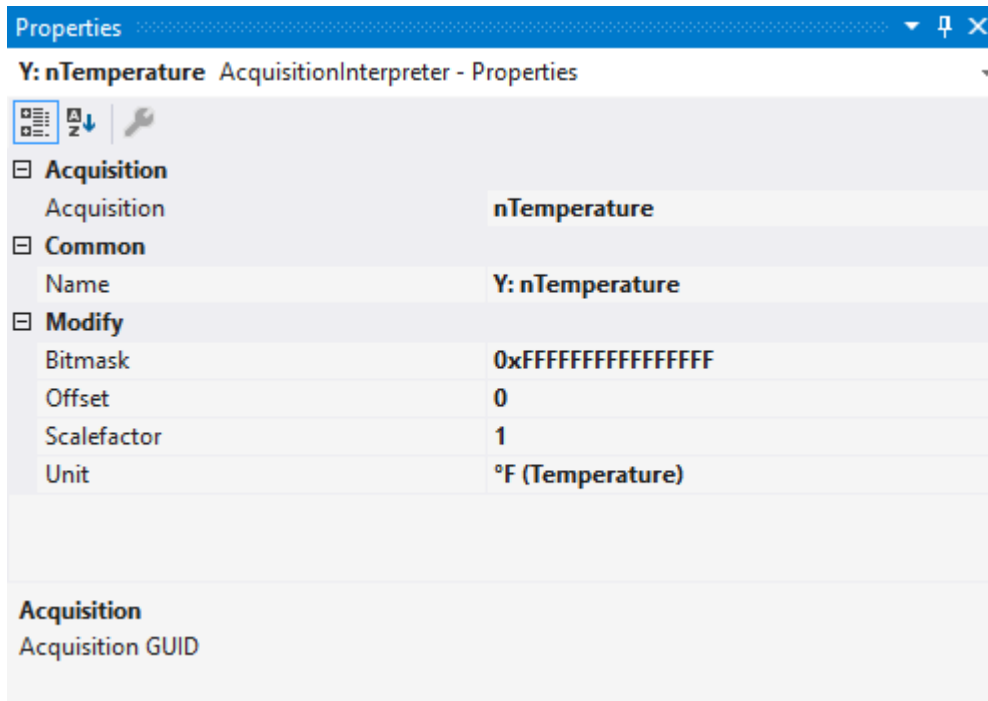 Properties
Y: nTemperature AcquisitionInterpreter - Properties
Acquisition
Acquisition nTemperature
Common
Name Y: nTemperature
Modify
Bitmask 0xFFFFFFFFFFFFFFFF
Offset 0
Scalefactor 1
Unit °F (Temperature)
Acquisition
Acquisition GUID